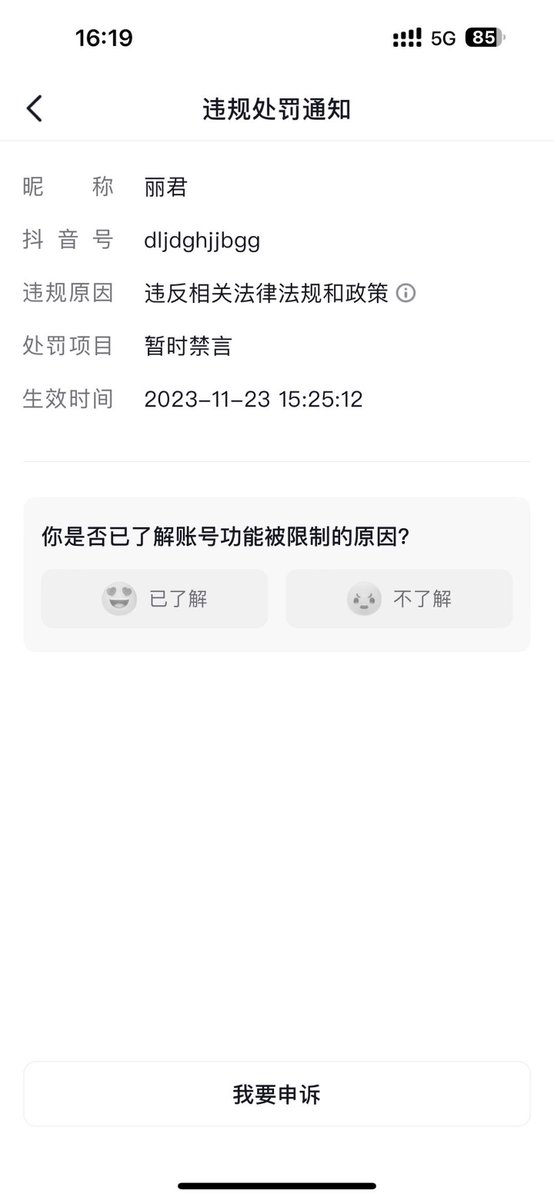 16:19 5G 85
违规处罚通知
昵称 丽君
抖音号 dljdghjjbgg
违规原因 违反相关法律法规和政策
处罚项目 暂时禁言
生效时间 2023-11-23 15:25:12
你是否已了解账号功能被限制的原因?
已了解 不了解
我要申诉